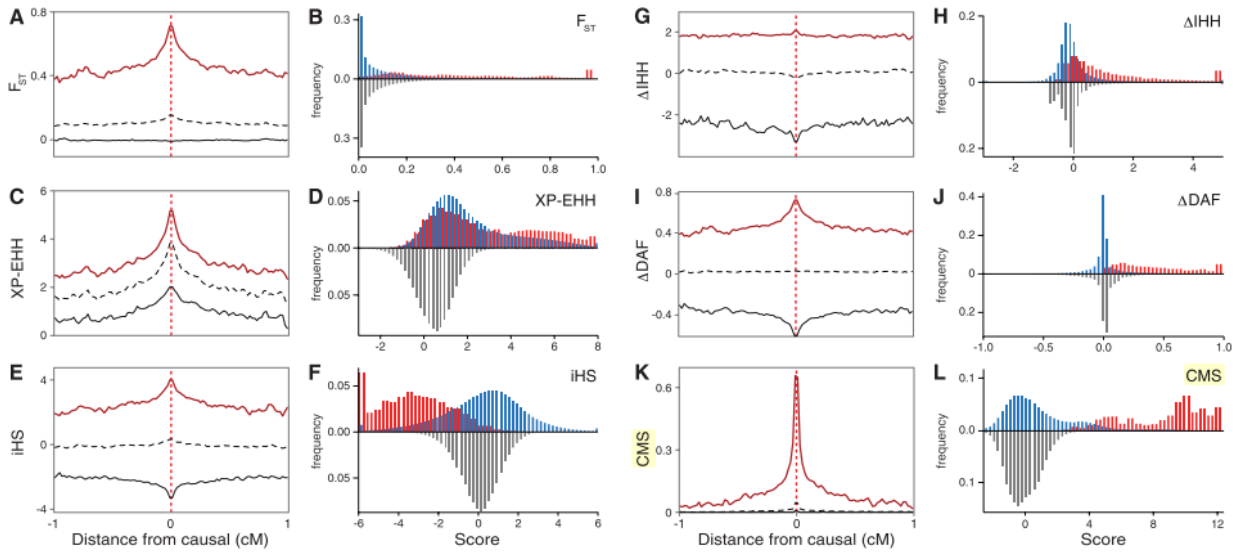 A
0.8
0.4
0
F_ST
B
F_ST
0.3
0.0
0.3
frequency
0.0 0.2 0.4 0.6 0.8 1.0
C
6
4
2
0
XP-EHH
D
XP-EHH
0.05
0.00
0.05
frequency
-2 0 2 4 6 8
E
4
0
-4
iHS
-1 0 1
Distance from causal (cM)
F
iHS
0.05
0.00
0.05
frequency
-6 -4 -2 0 2 4 6
Score
G
2
0
-2
ΔIHH
H
ΔIHH
0.2
0
0.2
frequency
-2 0 2 4
I
0.8
0.4
0
-0.4
ΔDAF
J
ΔDAF
0.4
0.2
0
0.2
frequency
-1.0 -0.5 0.0 0.5 1.0
K
0.6
0.3
0
CMS
-1 0 1
Distance from causal (cM)
L
CMS
0.1
0.0
0.1
frequency
0 4 8 12
Score